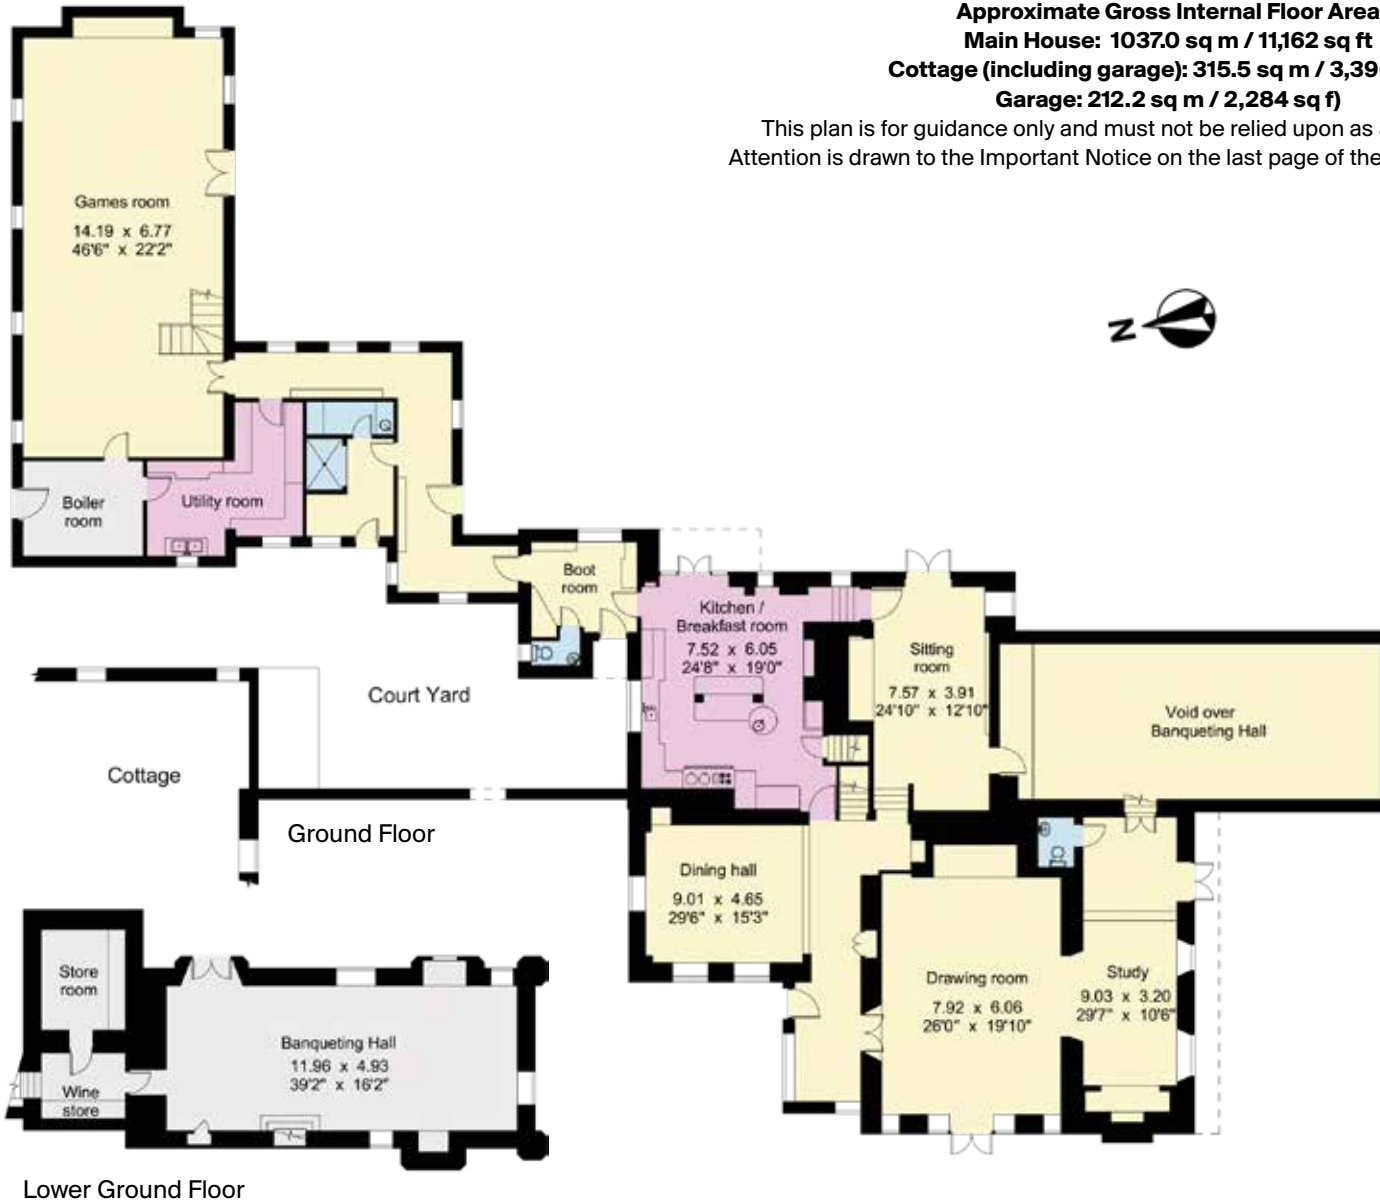 Approximate Gross Internal Floor Area
Main House: 1037.0 sq m / 11,162 sq ft
Cottage (including garage): 315.5 sq m / 3,39
Garage: 212.2 sq m / 2,284 sq f)
This plan is for guidance only and must not be relied upon as
Attention is drawn to the Important Notice on the last page of the
Games room
14.19 x 6.77
46'6" x 22'2"
N
Boiler
room
Utility room
Boot
room
Kitchen /
Breakfast room
7.52 x 6.05
24'8" x 19'0"
Sitting
room
7.57 x 3.91
24'10" x 12'10"
Void over
Banqueting Hall
Court Yard
Cottage
Ground Floor
Dining hall
9.01 x 4.65
29'6" x 15'3"
Drawing room
7.92 x 6.06
26'0" x 19'10"
Study
9.03 x 3.20
29'7" x 10'6"
Store
room
Wine
store
Banqueting Hall
11.96 x 4.93
39'2" x 16'2"
Lower Ground Floor